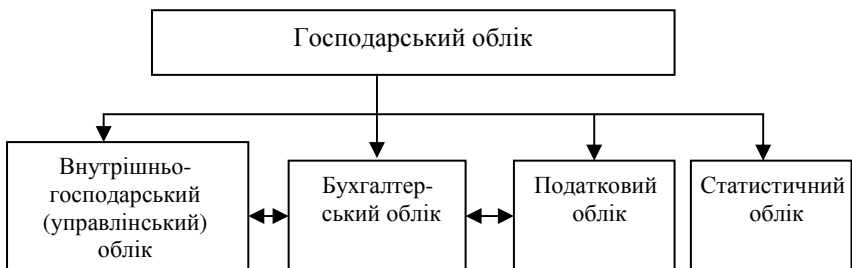 Господарський облік
Внутрішньо-
господарський
(управлінський)
облік
Бухгалтер-
ський облік
Податковий
облік
Статистичний
облік